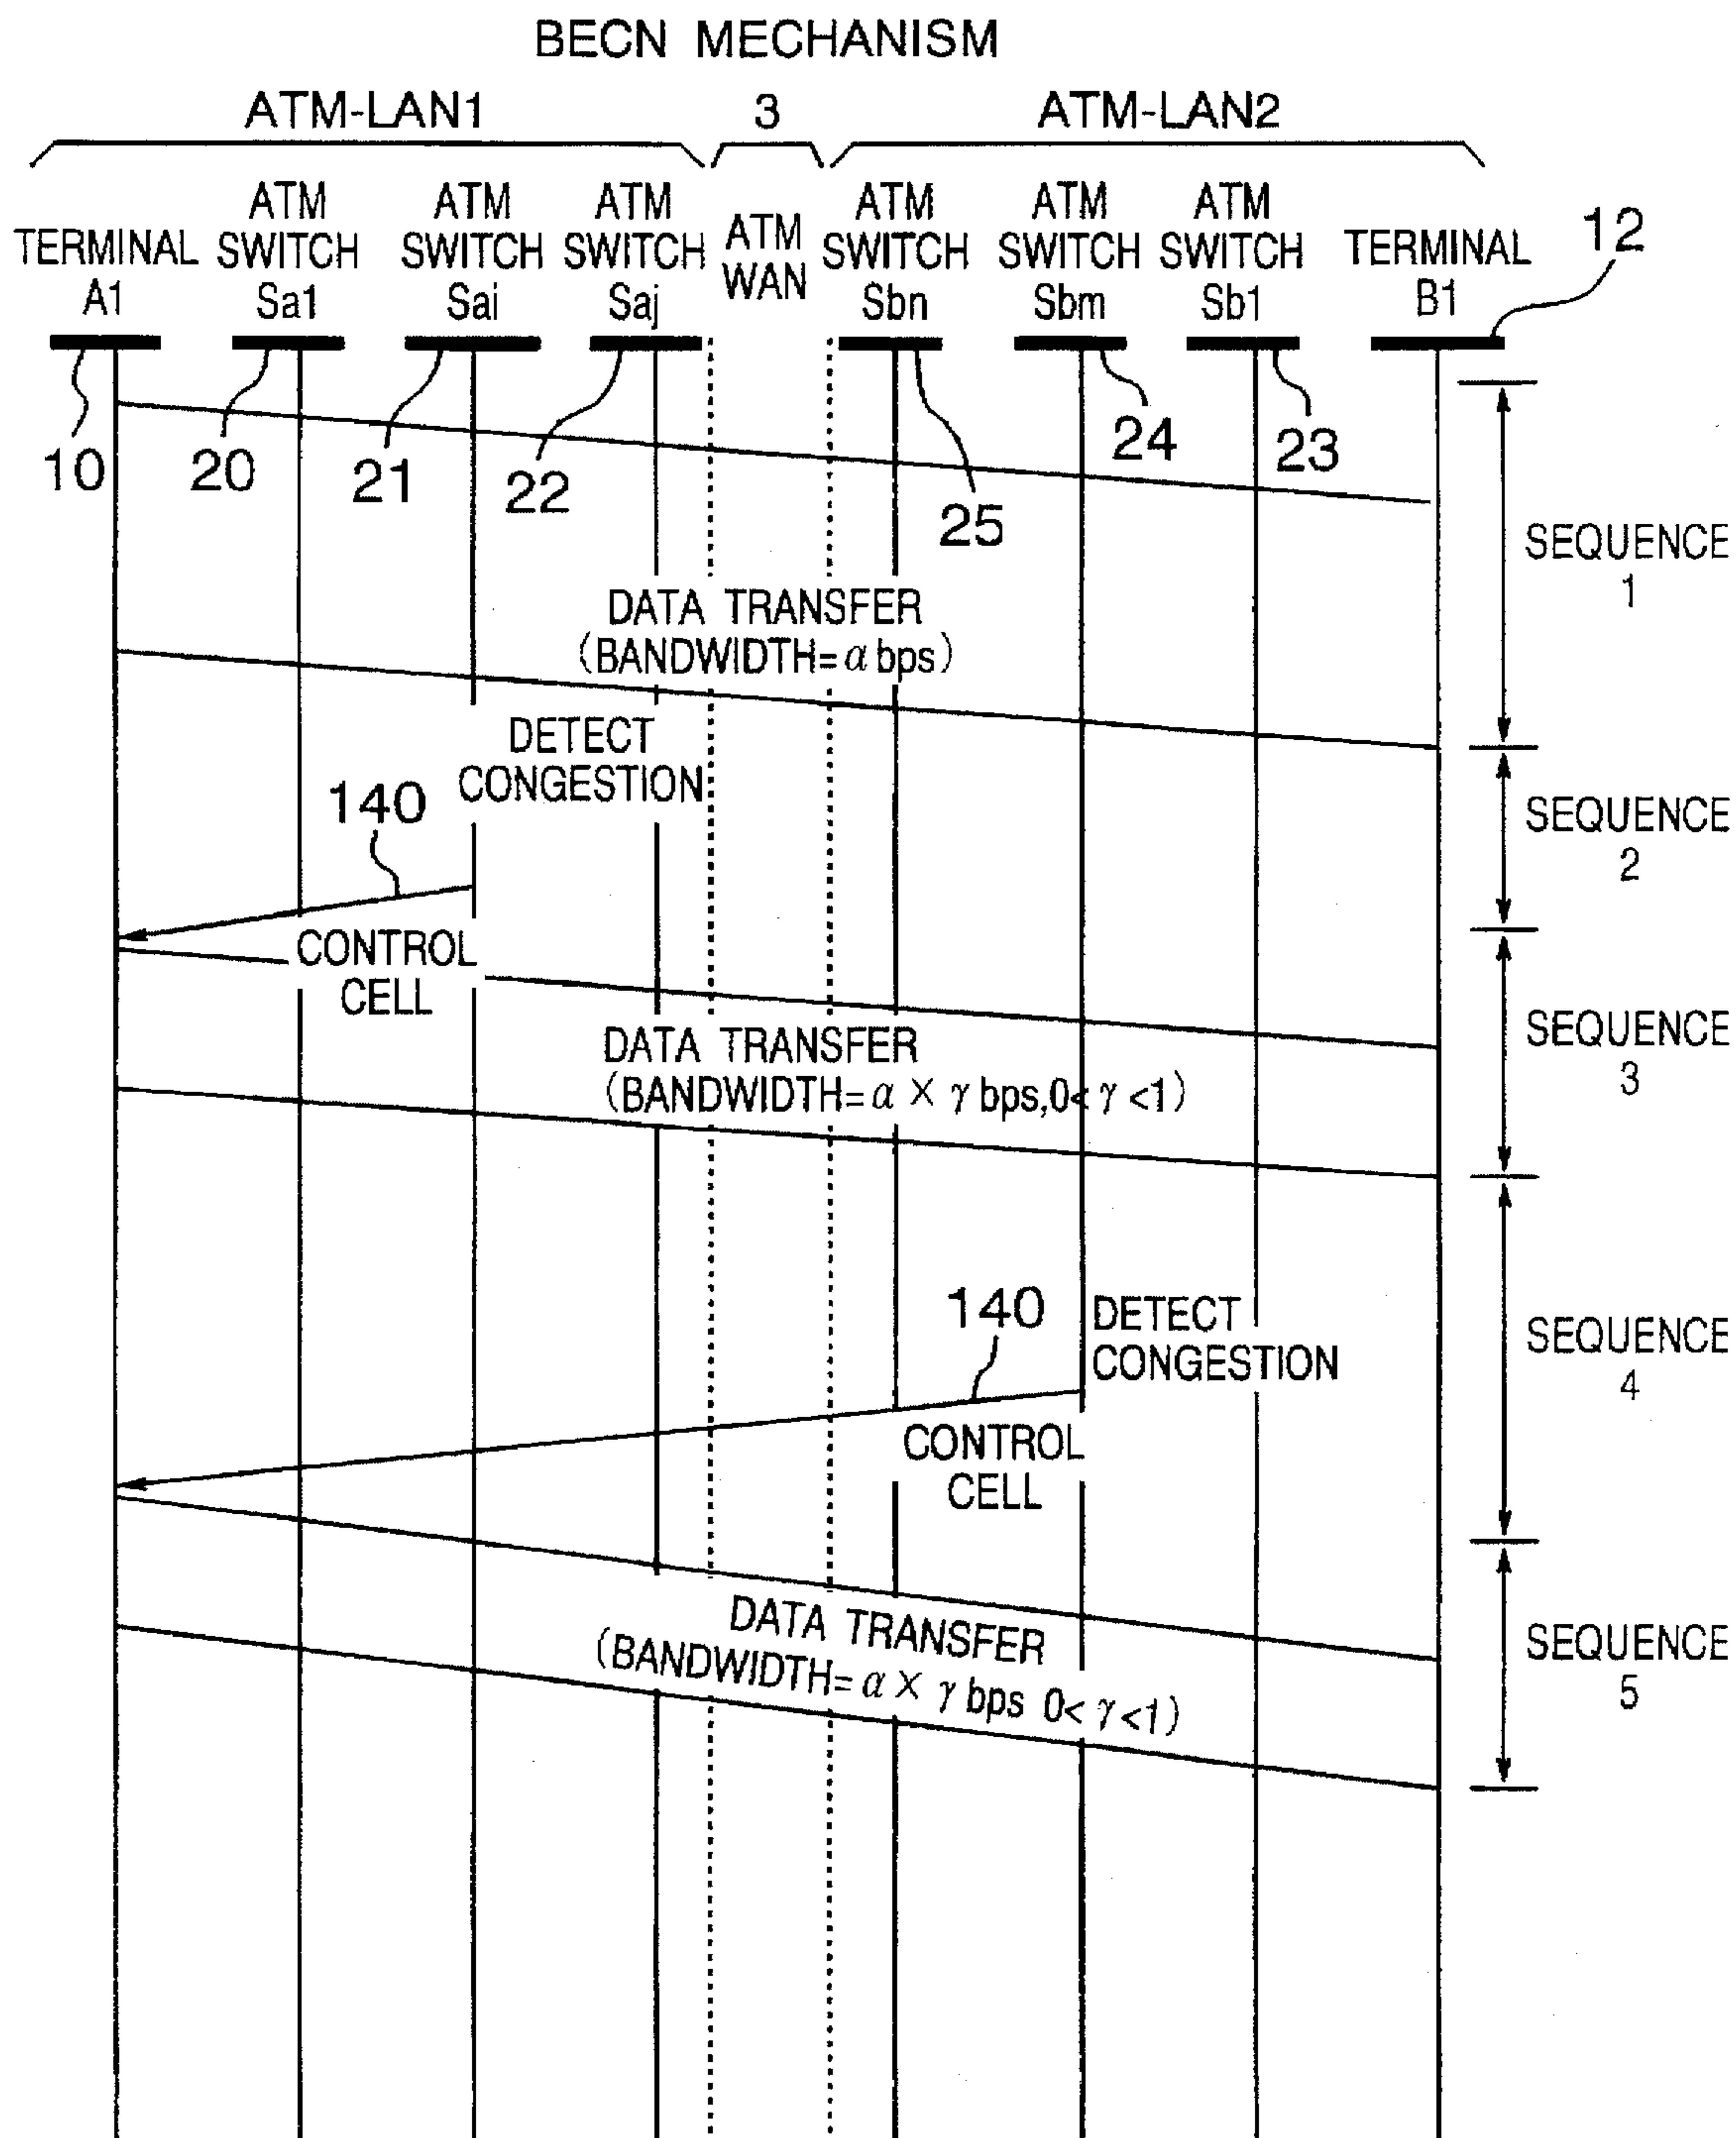 BECN MECHANISM
ATM-LAN1
3
ATM-LAN2
TERMINAL
A1
ATM
SWITCH
Sa1
ATM
SWITCH
Sai
ATM
SWITCH
Saj
ATM
WAN
ATM
SWITCH
Sbn
ATM
SWITCH
Sbm
ATM
SWITCH
Sb1
TERMINAL
B1
12
10
20
21
22
25
24
23
SEQUENCE
1
DATA TRANSFER
(BANDWIDTH=α bps)
DETECT
CONGESTION
140
SEQUENCE
2
CONTROL
CELL
SEQUENCE
3
DATA TRANSFER
(BANDWIDTH=α × γ bps,0< γ <1)
140
DETECT
CONGESTION
SEQUENCE
4
CONTROL
CELL
DATA TRANSFER
(BANDWIDTH=α × γ bps 0< γ <1)
SEQUENCE
5